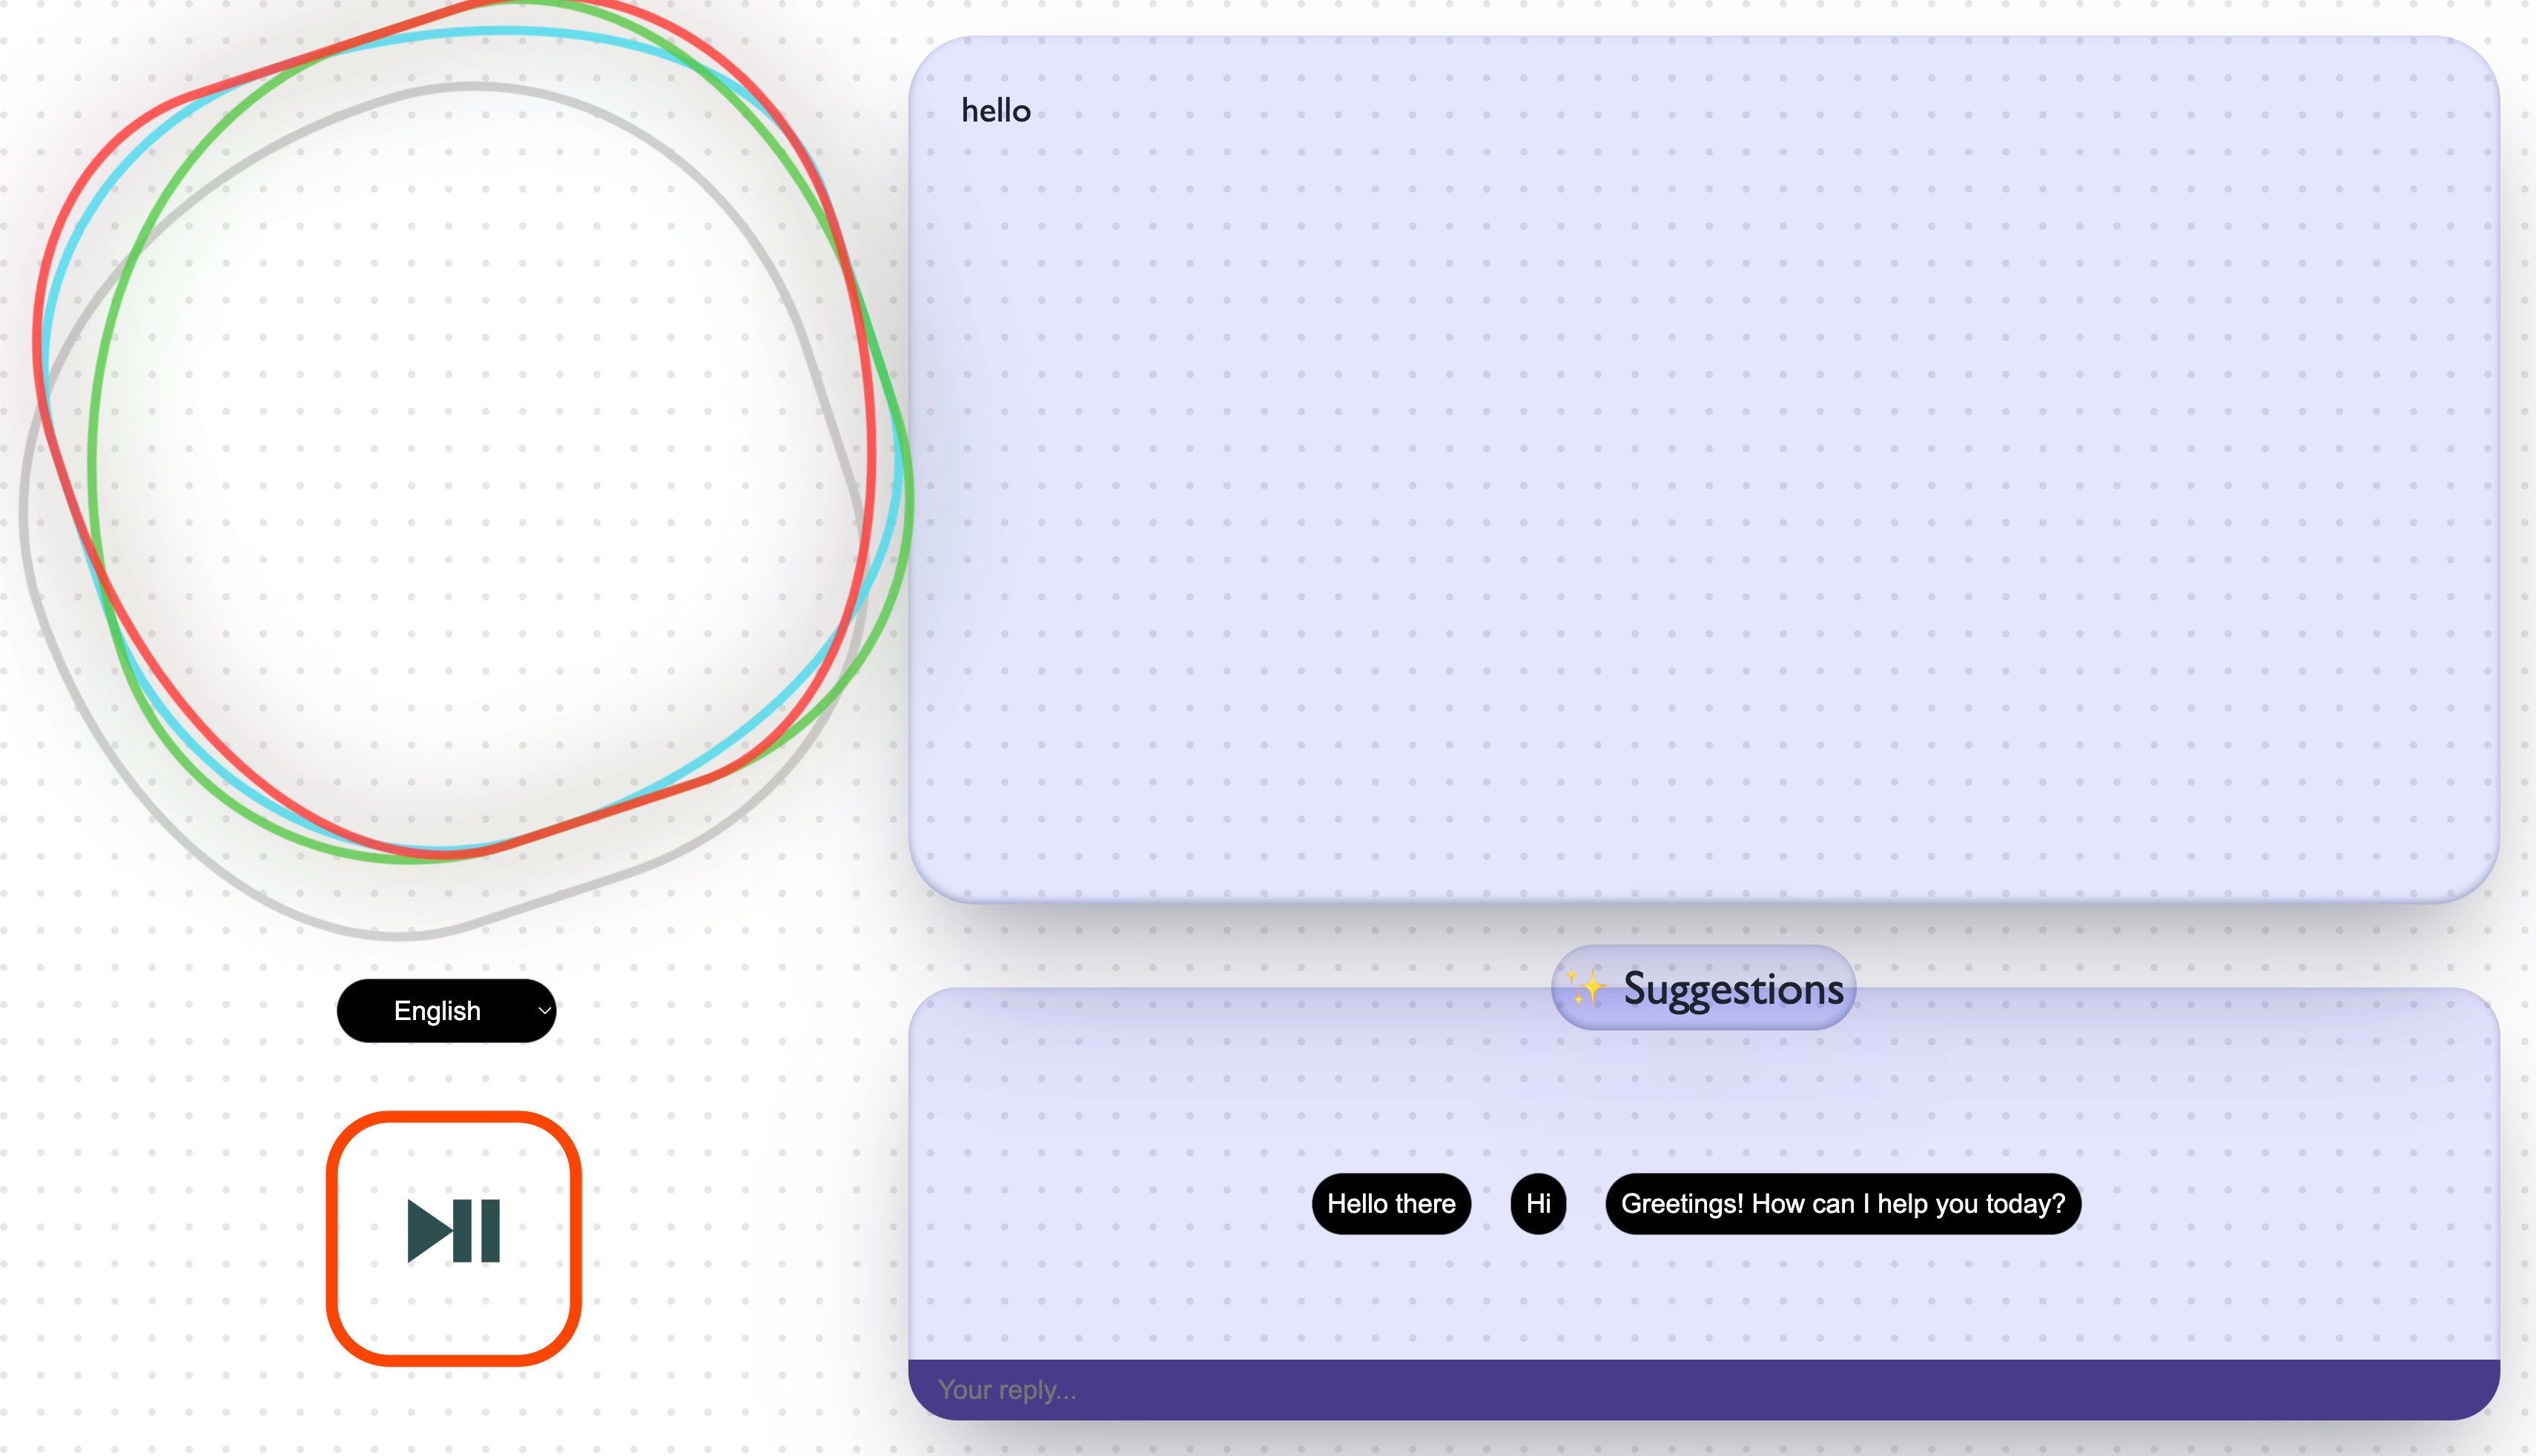 hello
English
✨ Suggestions
Hello there
Hi
Greetings! How can I help you today?
Your reply...